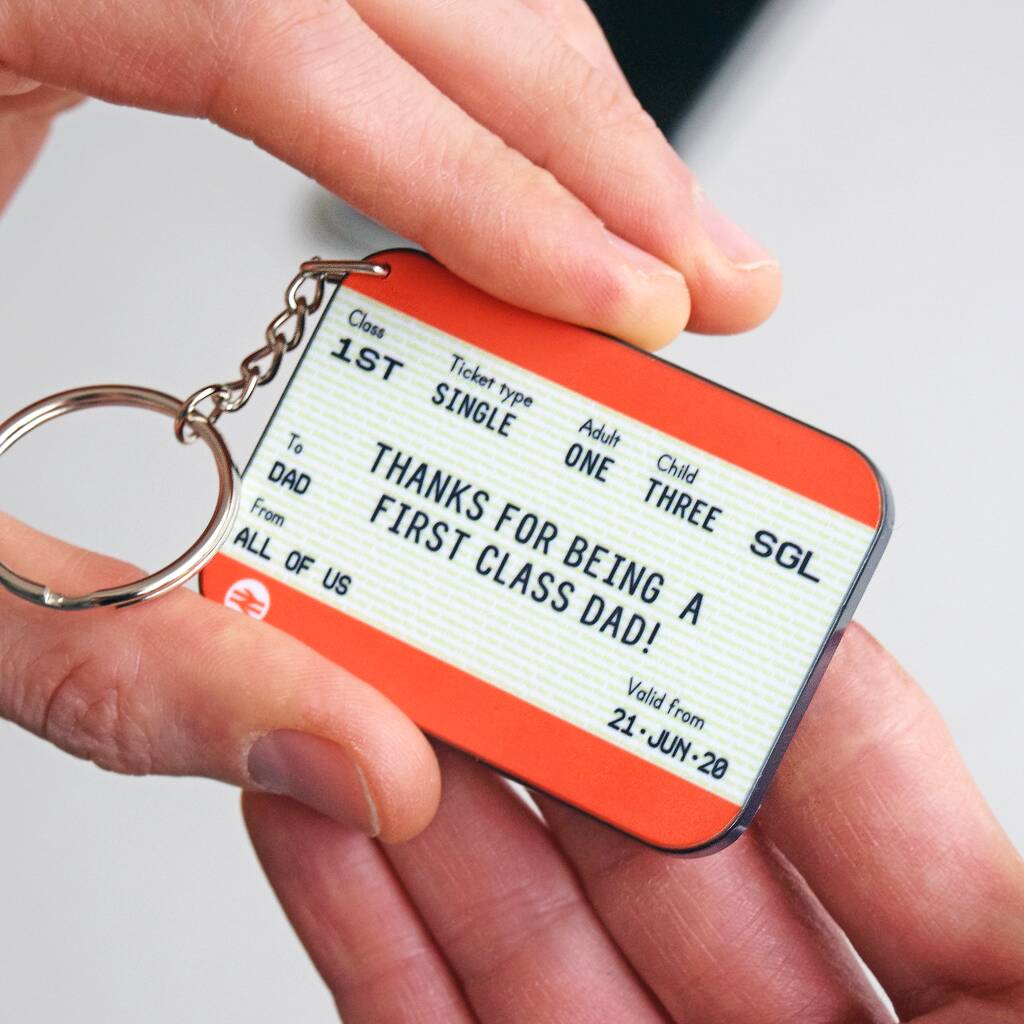 Class Ticket type Adult Child
1ST SINGLE ONE THREE SGL
To
DAD
THANKS FOR BEING A
FIRST CLASS DAD!
From
ALL OF US
Valid from
21·JUN·20